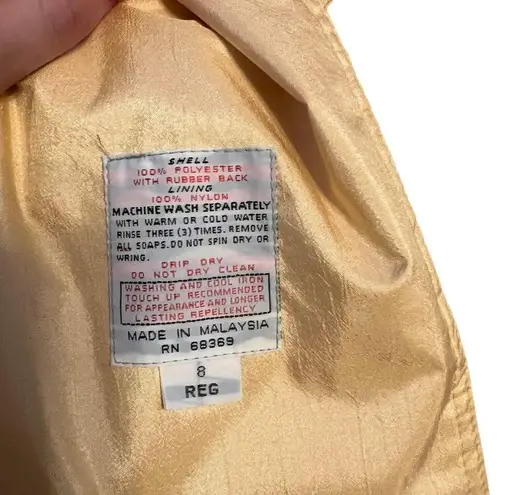 SHELL
100% POLYESTER
WITH RUBBER BACK
LINING
100% NYLON
MACHINE WASH SEPARATELY
WITH WARM OR COLD WATER
RINSE THREE (3) TIMES. REMOVE
ALL SOAPS. DO NOT SPIN DRY OR
WRING.
DRIP DRY
DO NOT DRY CLEAN
WASHING AND COOL IRON
TOUCH UP RECOMMENDED
FOR APPEARANCE AND LONGER
LASTING REPELLENCY
MADE IN MALAYSIA
RN 69369
8
REG